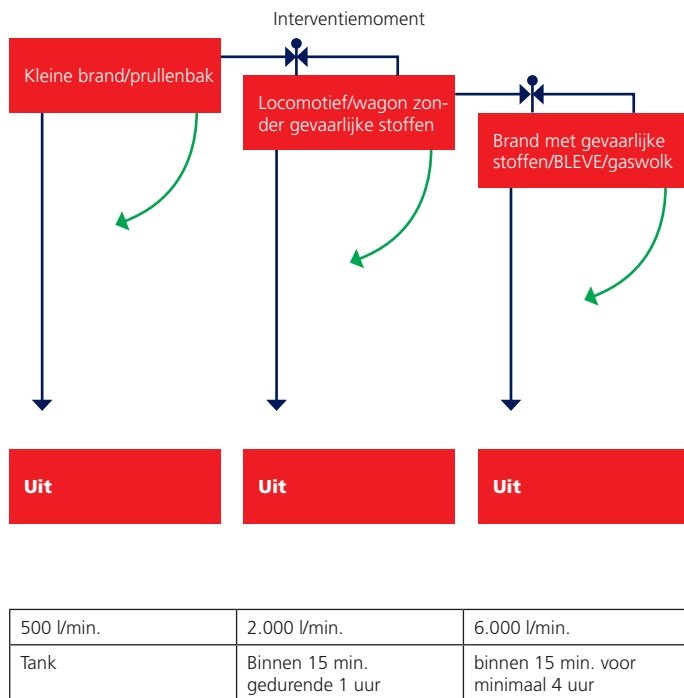 Interventiemoment
Kleine brand/prullenbak
Locomotief/wagon zon-
der gevaarlijke stoffen
Brand met gevaarlijke
stoffen/BLEVE/gaswolk
Uit
Uit
Uit
500 l/min.
2.000 l/min.
6.000 l/min.
Tank
Binnen 15 min.
gedurende 1 uur
binnen 15 min. voor
minimaal 4 uur